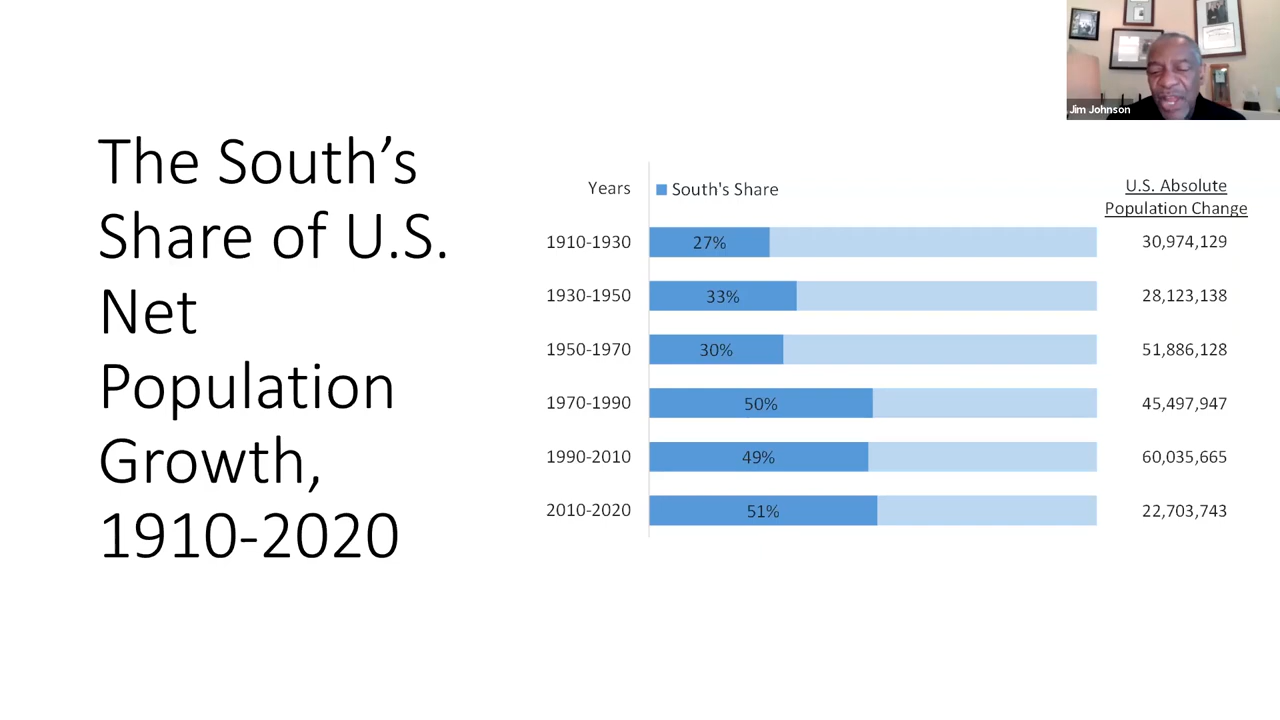 Jim Johnson
The South's
Share of U.S.
Net
Population
Growth,
1910-2020
Years
South's Share
U.S. Absolute
Population Change
1910-1930 27% 30,974,129
1930-1950 33% 28,123,138
1950-1970 30% 51,886,128
1970-1990 50% 45,497,947
1990-2010 49% 60,035,665
2010-2020 51% 22,703,743